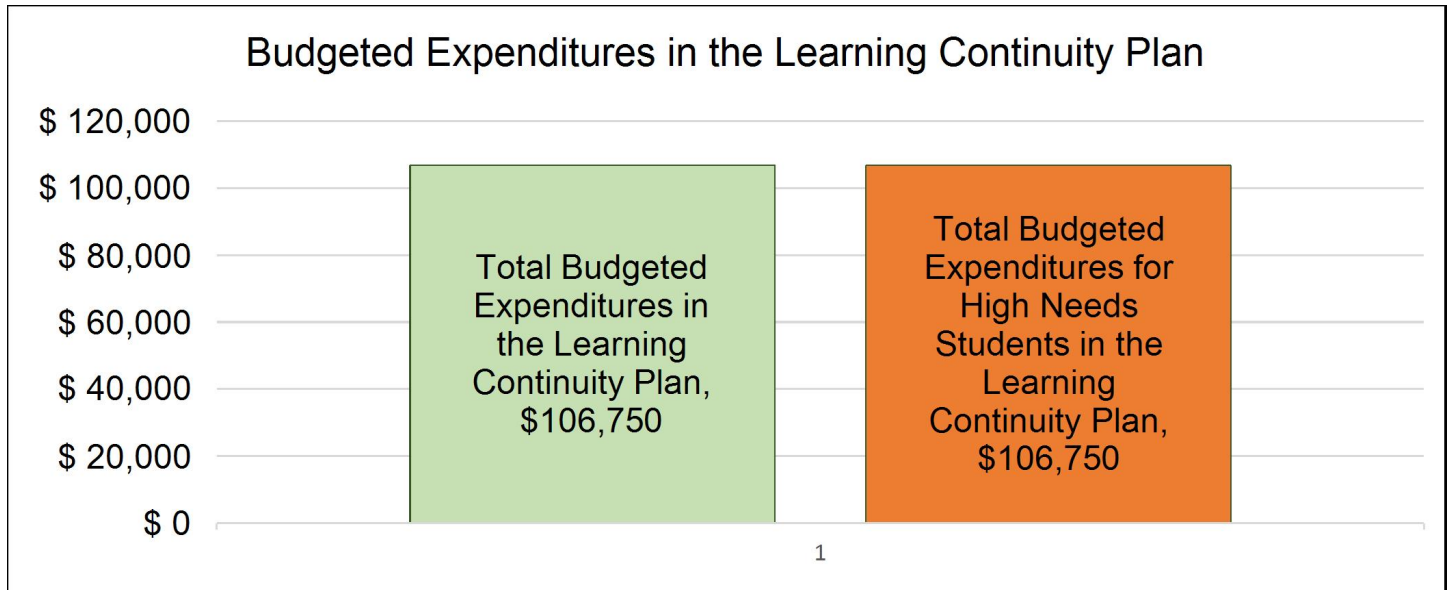 Budgeted Expenditures in the Learning Continuity Plan
$ 120,000
$ 100,000
$ 80,000
$ 60,000
$ 40,000
$ 20,000
$ 0
Total Budgeted
Expenditures in
the Learning
Continuity Plan,
$106,750
Total Budgeted
Expenditures for
High Needs
Students in the
Learning
Continuity Plan,
$106,750
1